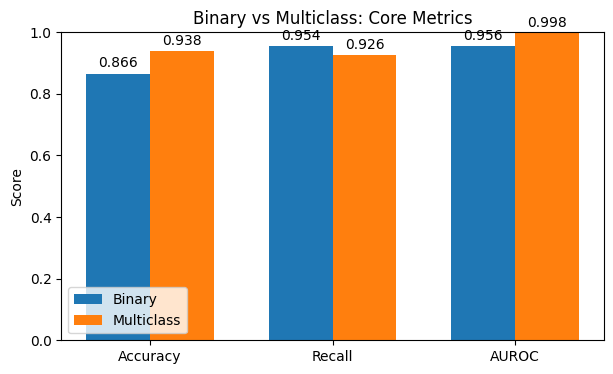 Binary vs Multiclass: Core Metrics
0.866 0.938 0.954 0.926 0.956 0.998
Score
1.0
0.8
0.6
0.4
0.2
0.0
Binary
Multiclass
Accuracy Recall AUROC